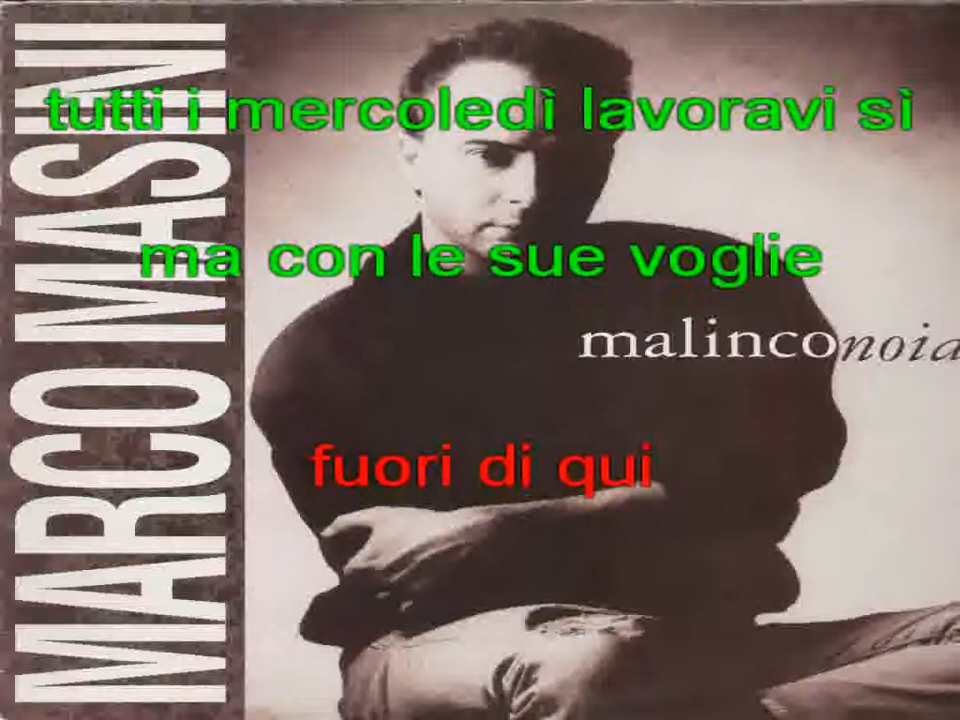 MARCO MASINI
tutti i mercoledì lavoravi sì
ma con le sue voglie
malinconoia
fuori di qui